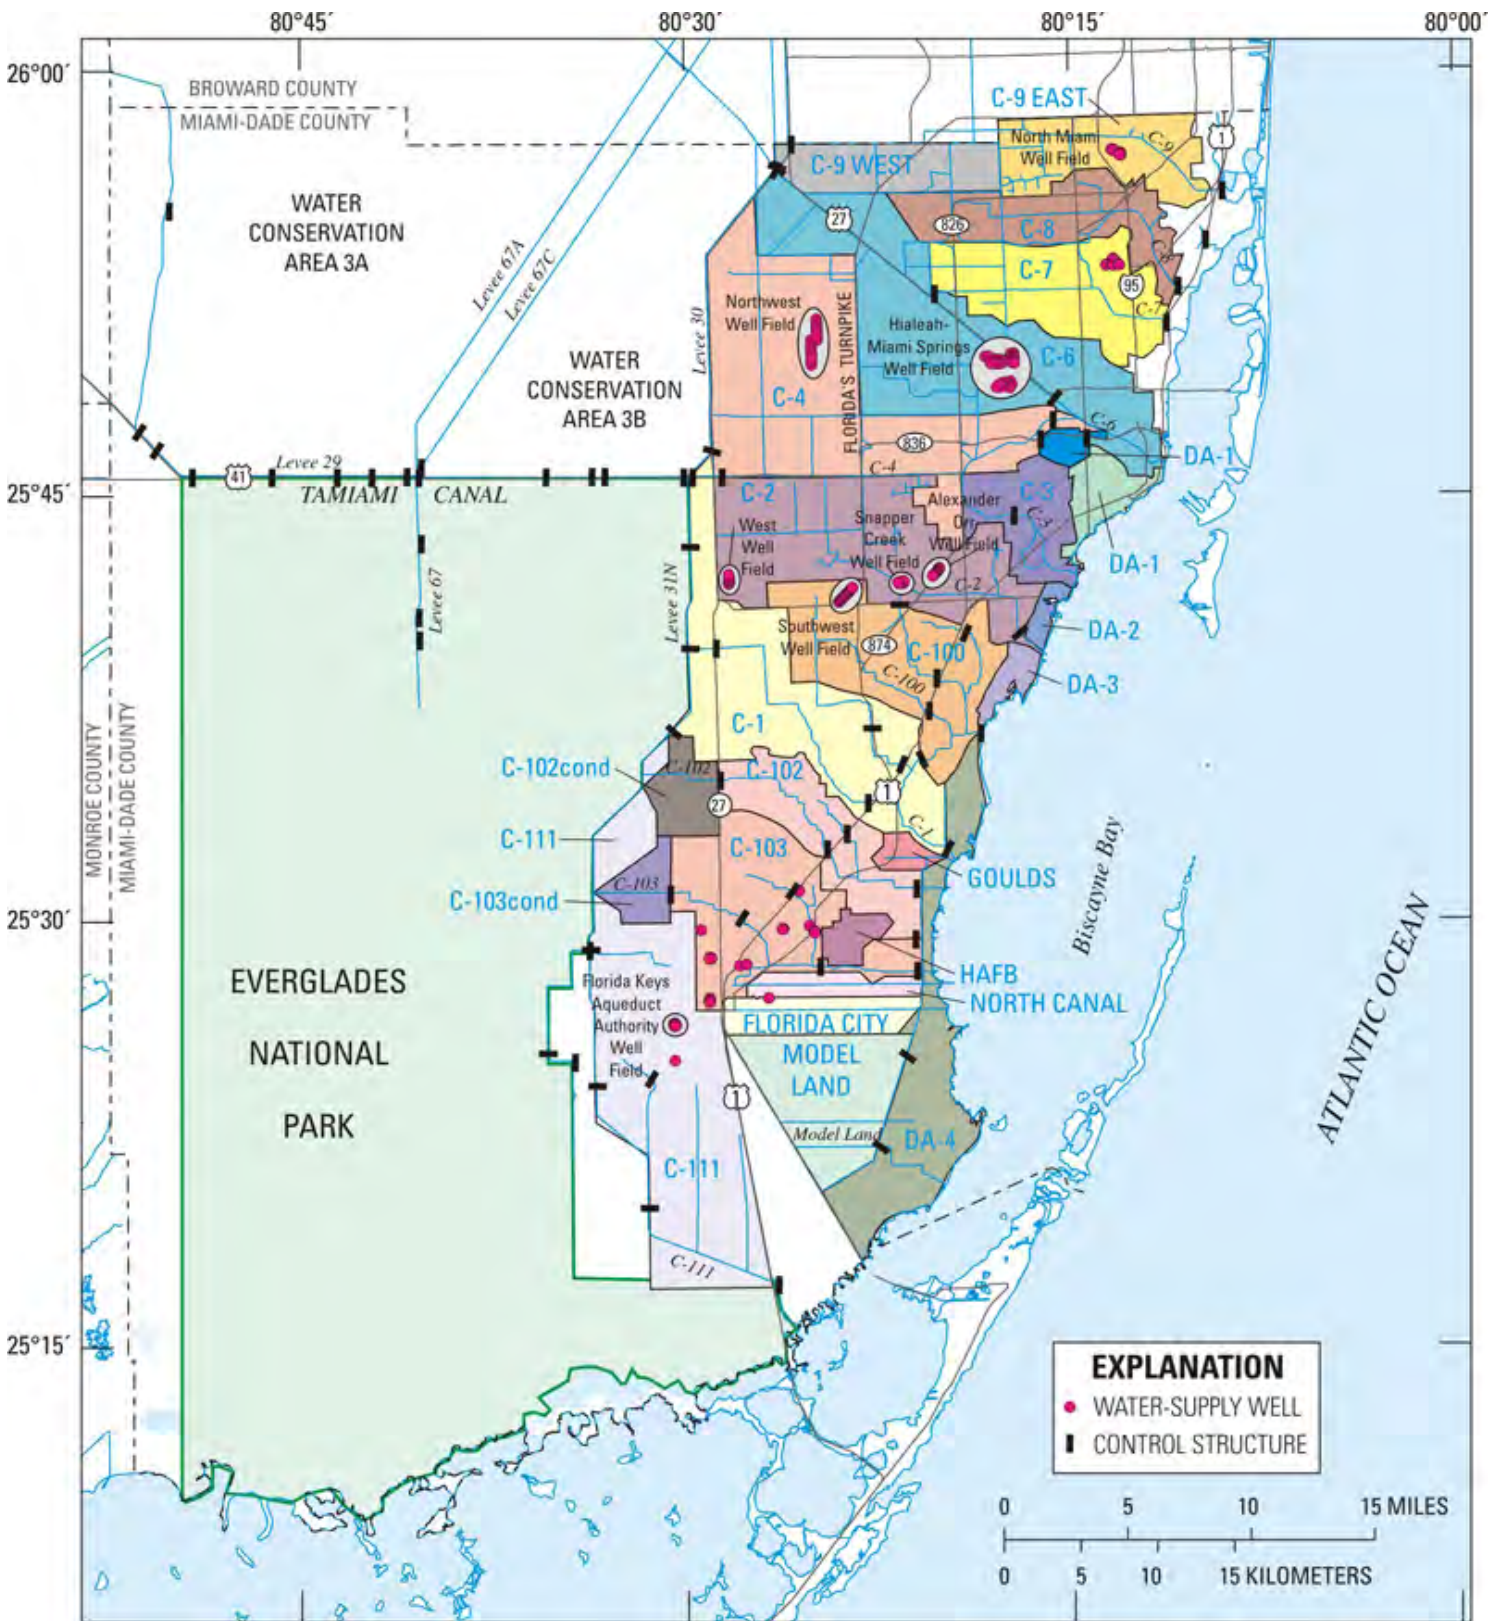 80°45′
80°30′
80°15′
80°00′
26°00′
BROWARD COUNTY
MIAMI-DADE COUNTY
C-9 EAST
North Miami
Well Field
C-9
1
C-9 WEST
WATER
CONSERVATION
AREA 3A
Levee 67A
Levee 67C
27
826
C-8
C-8
C-7
95
C-7
Northwest
Well Field
Levee 30
FLORIDA'S TURNPIKE
Hialeah-
Miami Springs
Well Field
C-6
WATER
CONSERVATION
AREA 3B
C-4
C-6
836
DA-1
Levee 29
41
C-4
TAMIAMI CANAL
25°45′
C-2
C-3
C-3
Alexander
Orr
Well Field
Snapper
Creek
Well Field
West
Well
Field
DA-1
C-2
Levee 67
Levee 31N
Southwest
Well Field
874
C-100
C-100
DA-2
DA-3
C-1
C-102cond
C-102
C-102
1
27
C-1
MONROE COUNTY
MIAMI-DADE COUNTY
C-111
C-103
GOULDS
C-103cond
C-103
Biscayne Bay
25°30′
ATLANTIC OCEAN
EVERGLADES
NATIONAL
PARK
HAFB
NORTH CANAL
Florida Keys
Aqueduct
Authority
Well
Field
FLORIDA CITY
MODEL
LAND
1
Model Land
DA-4
C-111
C-111
25°15′
EXPLANATION
WATER-SUPPLY WELL
CONTROL STRUCTURE
0 5 10 15 MILES
0 5 10 15 KILOMETERS